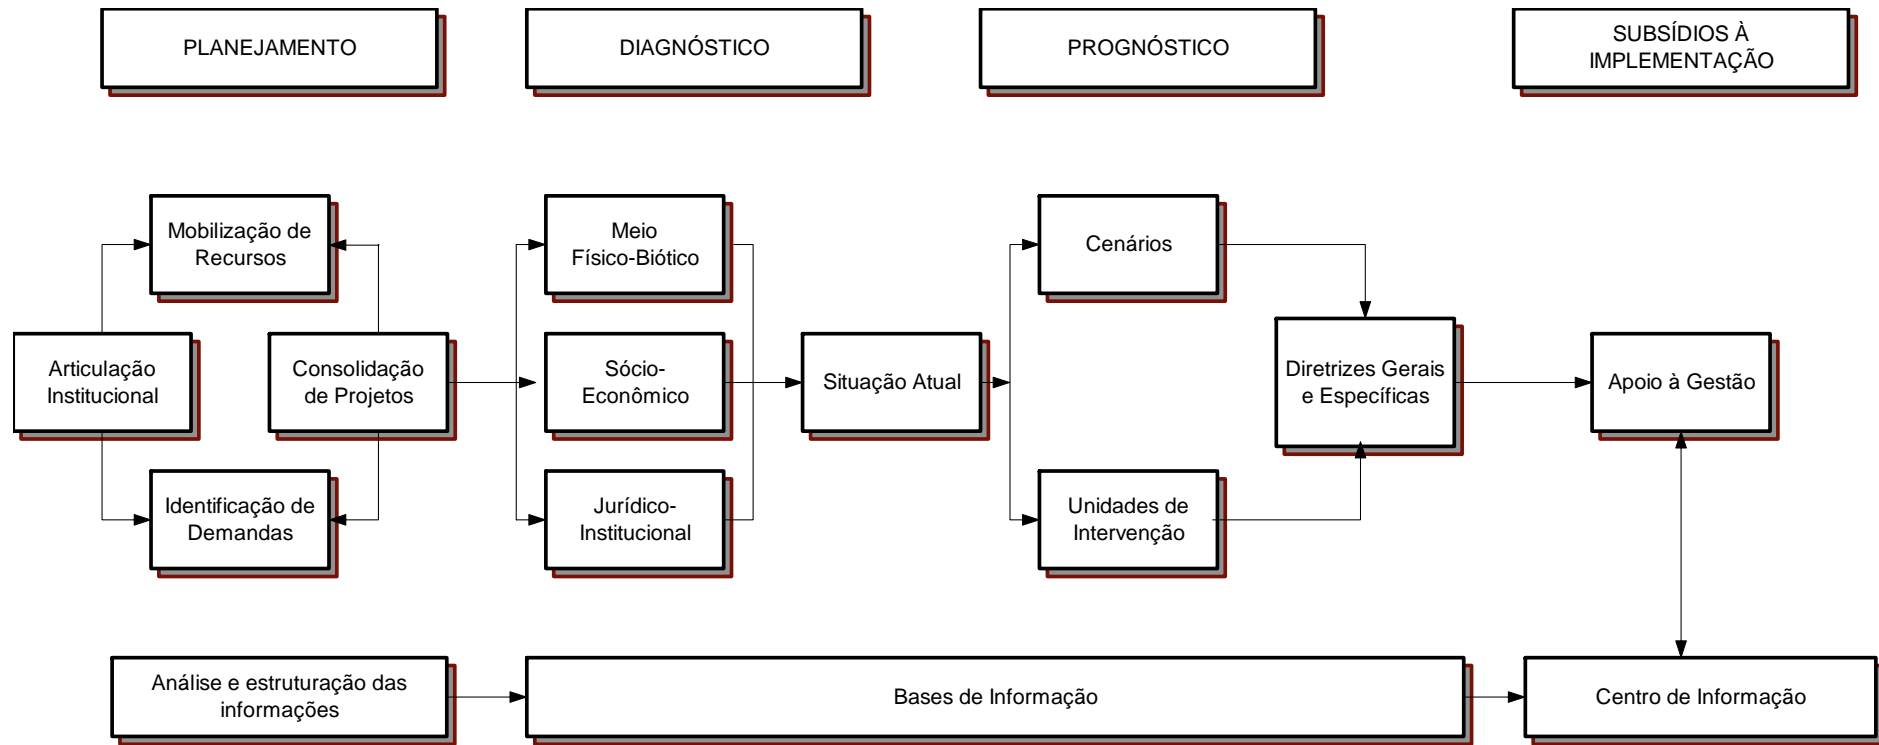 PLANEJAMENTO
DIAGNÓSTICO
PROGNÓSTICO
SUBSÍDIOS À
IMPLEMENTAÇÃO
Mobilização de
Recursos
Articulação
Institucional
Consolidação
de Projetos
Identificação de
Demandas
Meio
Físico-Biótico
Sócio-
Econômico
Jurídico-
Institucional
Situação Atual
Cenários
Unidades de
Intervenção
Diretrizes Gerais
e Específicas
Apoio à Gestão
Análise e estruturação das
informações
Bases de Informação
Centro de Informação